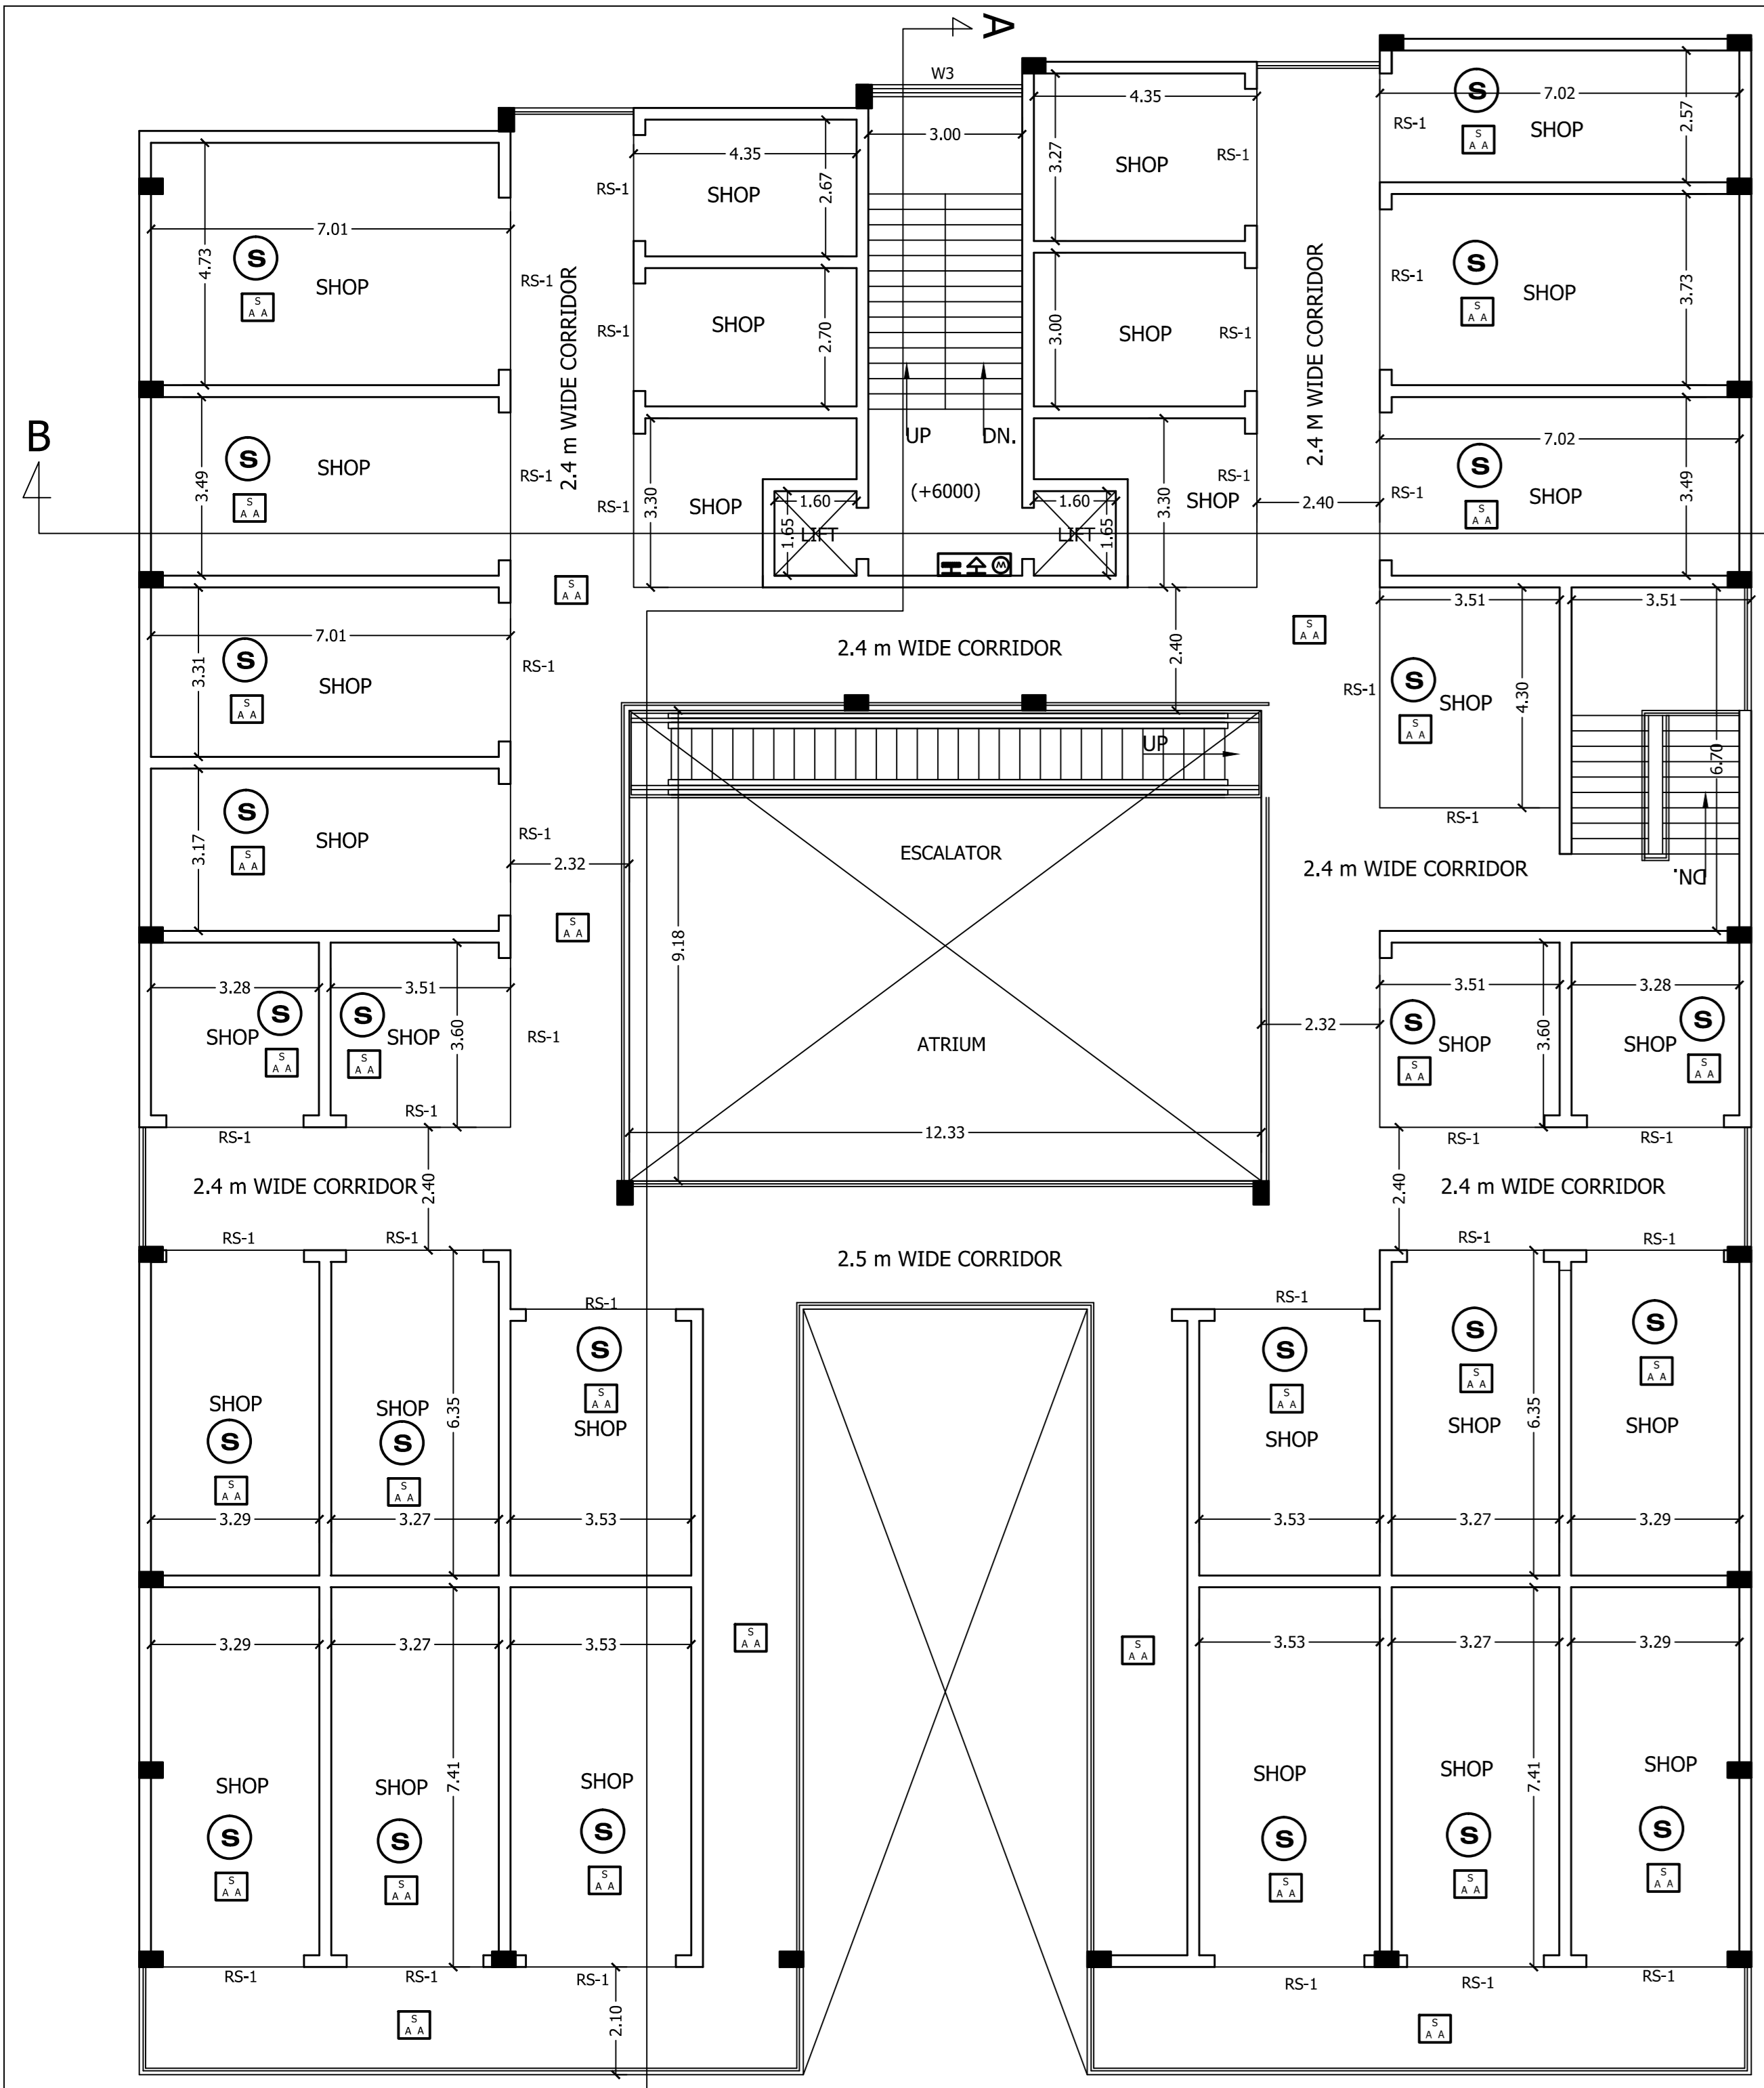 A
W3
4.35
7.02
S
S
A A
SHOP
RS-1
2.57
3.00
4.35
3.27
SHOP
RS-1
2.67
SHOP
RS-1
7.01
4.73
S
S
A A
SHOP
RS-1
2.4 m WIDE CORRIDOR
2.70
SHOP
RS-1
3.00
SHOP
RS-1
2.4 M WIDE CORRIDOR
RS-1
S
S
A A
SHOP
3.73
B
3.49
S
S
A A
SHOP
RS-1
RS-1
3.30
SHOP
1.60
1.65
LIFT
UP
DN.
(+6000)
M
1.60
1.65
LIFT
3.30
SHOP
RS-1
2.40
7.02
RS-1
S
S
A A
SHOP
3.49
S
A A
S
A A
3.51
3.51
7.01
3.31
S
S
A A
SHOP
RS-1
2.4 m WIDE CORRIDOR
2.40
RS-1
S
S
A A
SHOP
4.30
RS-1
6.70
DN.
UP
3.17
S
S
A A
SHOP
RS-1
2.32
ESCALATOR
2.4 m WIDE CORRIDOR
S
A A
9.18
3.28
3.51
S
S
A A
SHOP
S
S
A A
SHOP
3.60
RS-1
RS-1
RS-1
ATRIUM
2.32
12.33
3.51
3.28
S
S
A A
SHOP
3.60
SHOP
S
S
A A
RS-1
RS-1
2.4 m WIDE CORRIDOR
2.40
2.40
2.4 m WIDE CORRIDOR
RS-1
RS-1
RS-1
RS-1
2.5 m WIDE CORRIDOR
RS-1
RS-1
SHOP
S
S
A A
3.29
SHOP
S
S
A A
3.27
6.35
S
S
A A
SHOP
3.53
S
S
A A
SHOP
3.53
S
S
A A
SHOP
3.27
6.35
S
S
A A
SHOP
3.29
3.29
3.27
3.53
S
A A
S
A A
3.53
3.27
3.29
SHOP
S
S
A A
SHOP
S
S
A A
7.41
SHOP
S
S
A A
SHOP
S
S
A A
SHOP
S
S
A A
7.41
SHOP
S
S
A A
RS-1
RS-1
RS-1
RS-1
RS-1
RS-1
S
A A
2.10
S
A A